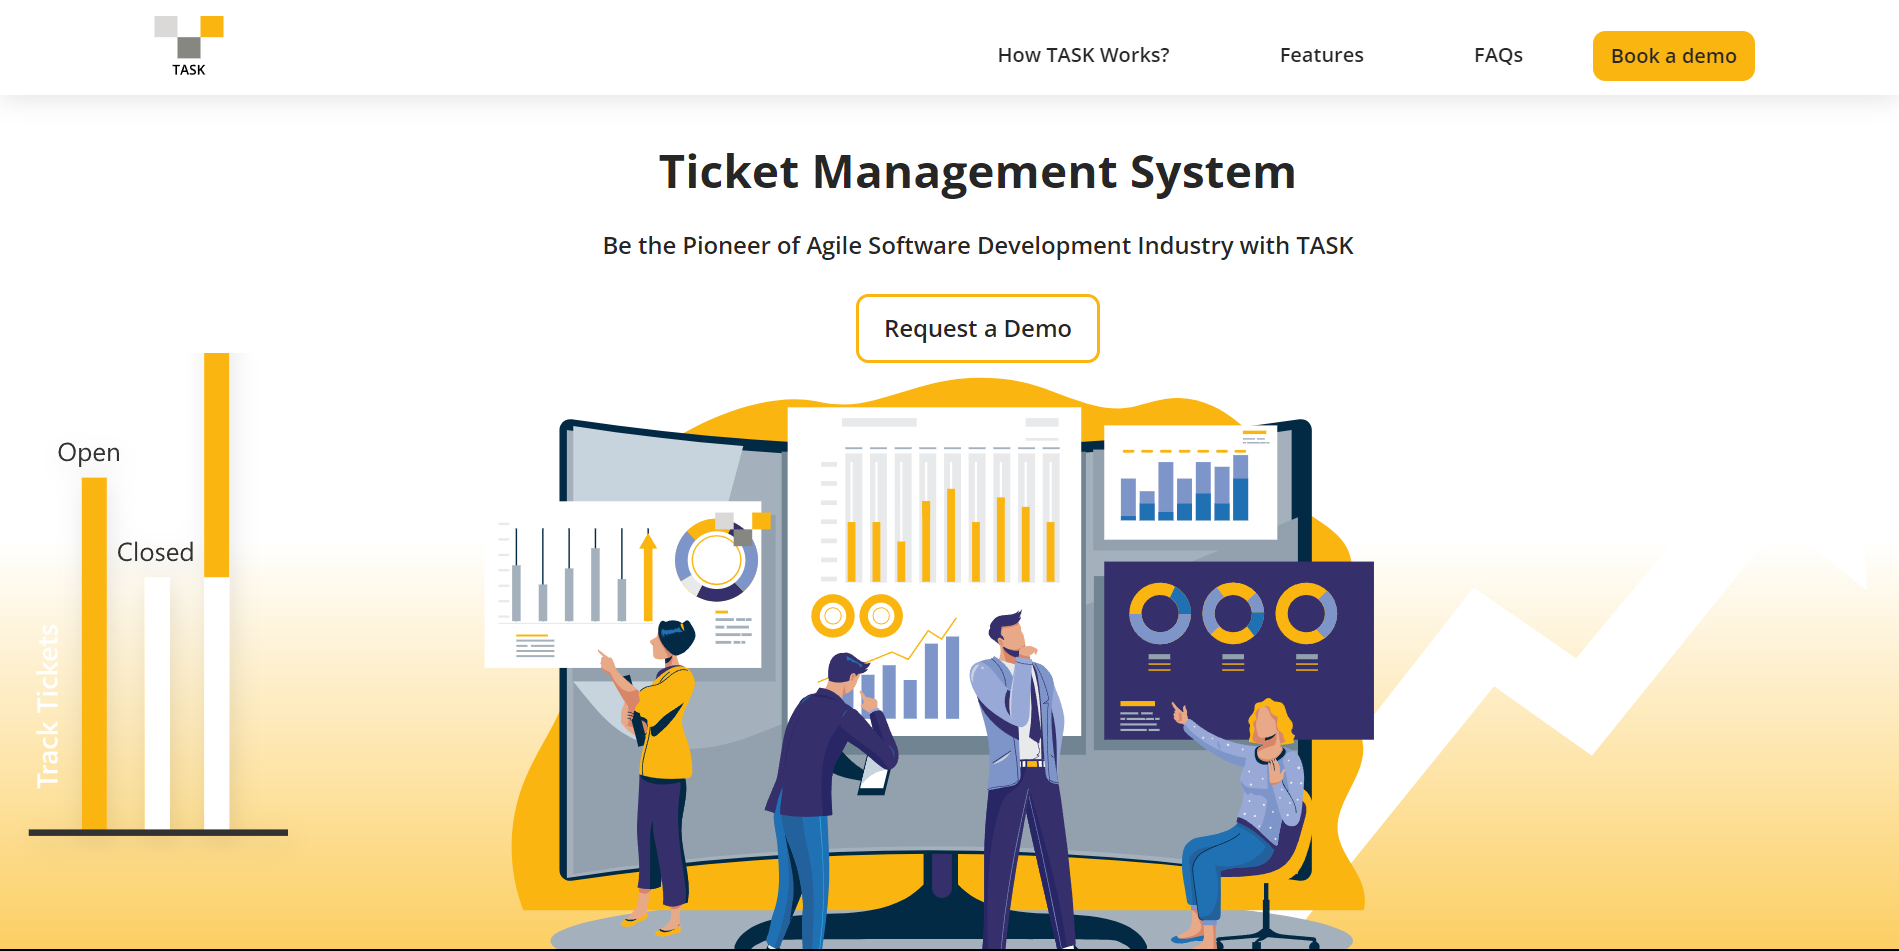 TASK
How TASK Works?
Features
FAQs
Book a demo
Ticket Management System
Be the Pioneer of Agile Software Development Industry with TASK
Request a Demo
Open
Closed
Track Tickets